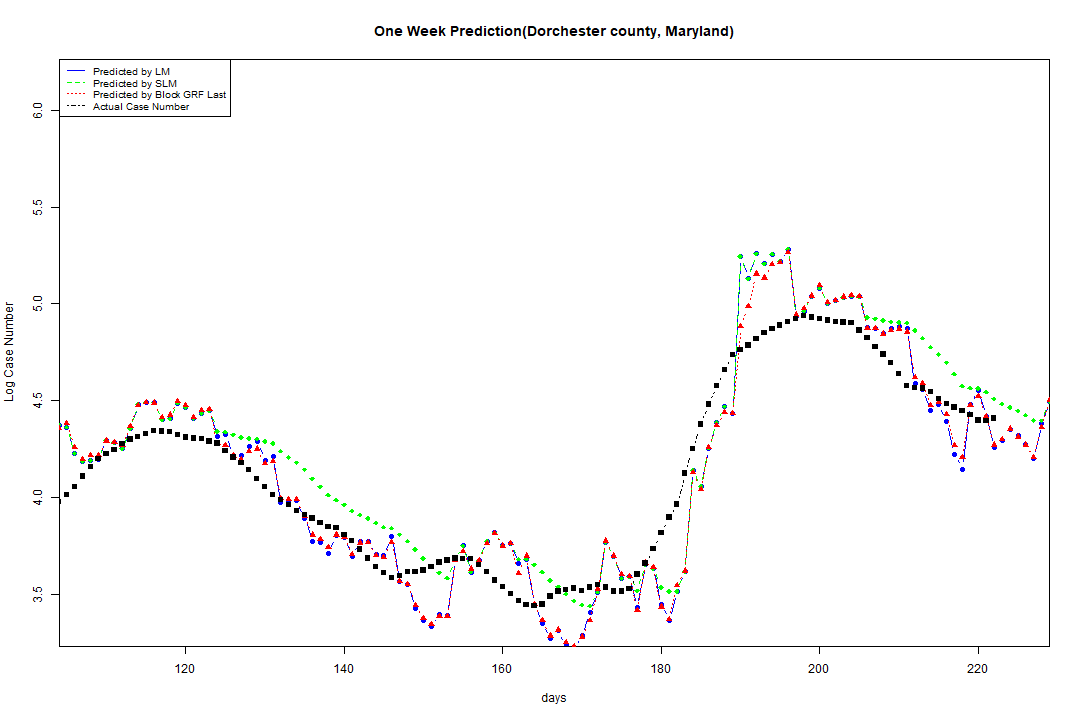 One Week Prediction(Dorchester county, Maryland)
Predicted by LM
Predicted by SLM
Predicted by Block GRF Last
Actual Case Number
6.0
5.5
5.0
4.5
4.0
3.5
Log Case Number
120 140 160 180 200 220
days